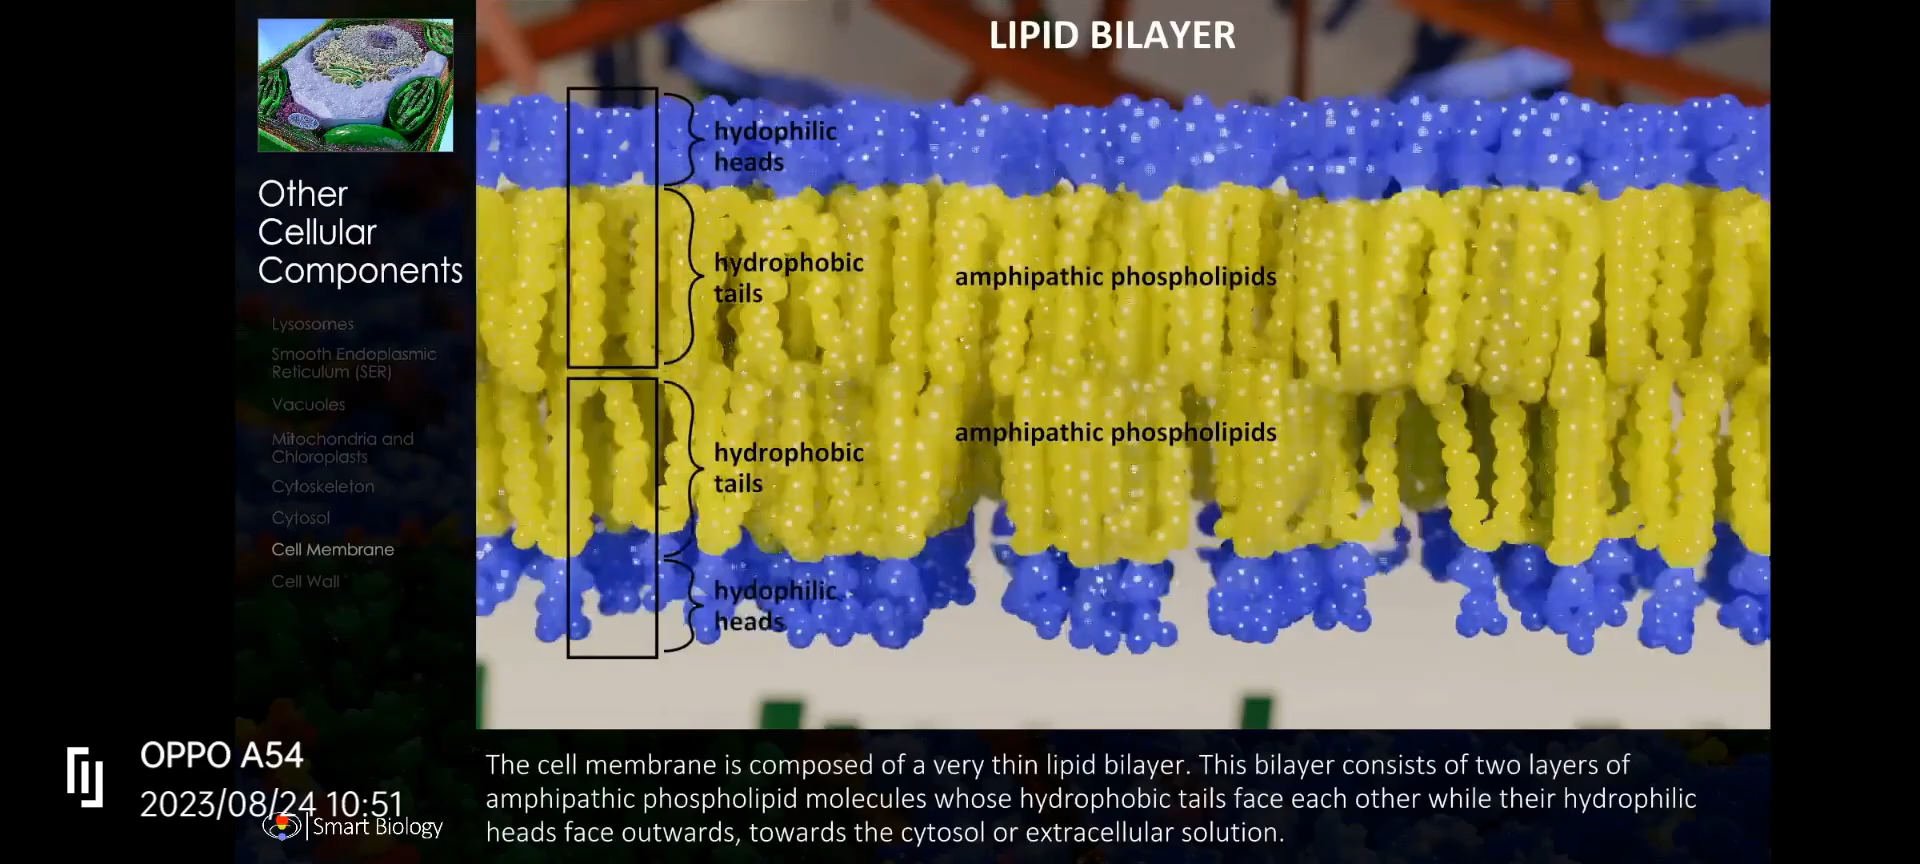 LIPID BILAYER
hydophilic
heads
hydrophobic
tails
amphipathic phospholipids
amphipathic phospholipids
hydrophobic
tails
hydophilic
heads
Other
Cellular
Components
Lysosomes
Smooth Endoplasmic
Reticulum (SER)
Vacuoles
Mitochondria and
Chloroplasts
Cytoskeleton
Cytosol
Cell Membrane
Cell Wall
OPPO A54
2023/08/24 10:51
Smart Biology
The cell membrane is composed of a very thin lipid bilayer. This bilayer consists of two layers of
amphipathic phospholipid molecules whose hydrophobic tails face each other while their hydrophilic
heads face outwards, towards the cytosol or extracellular solution.